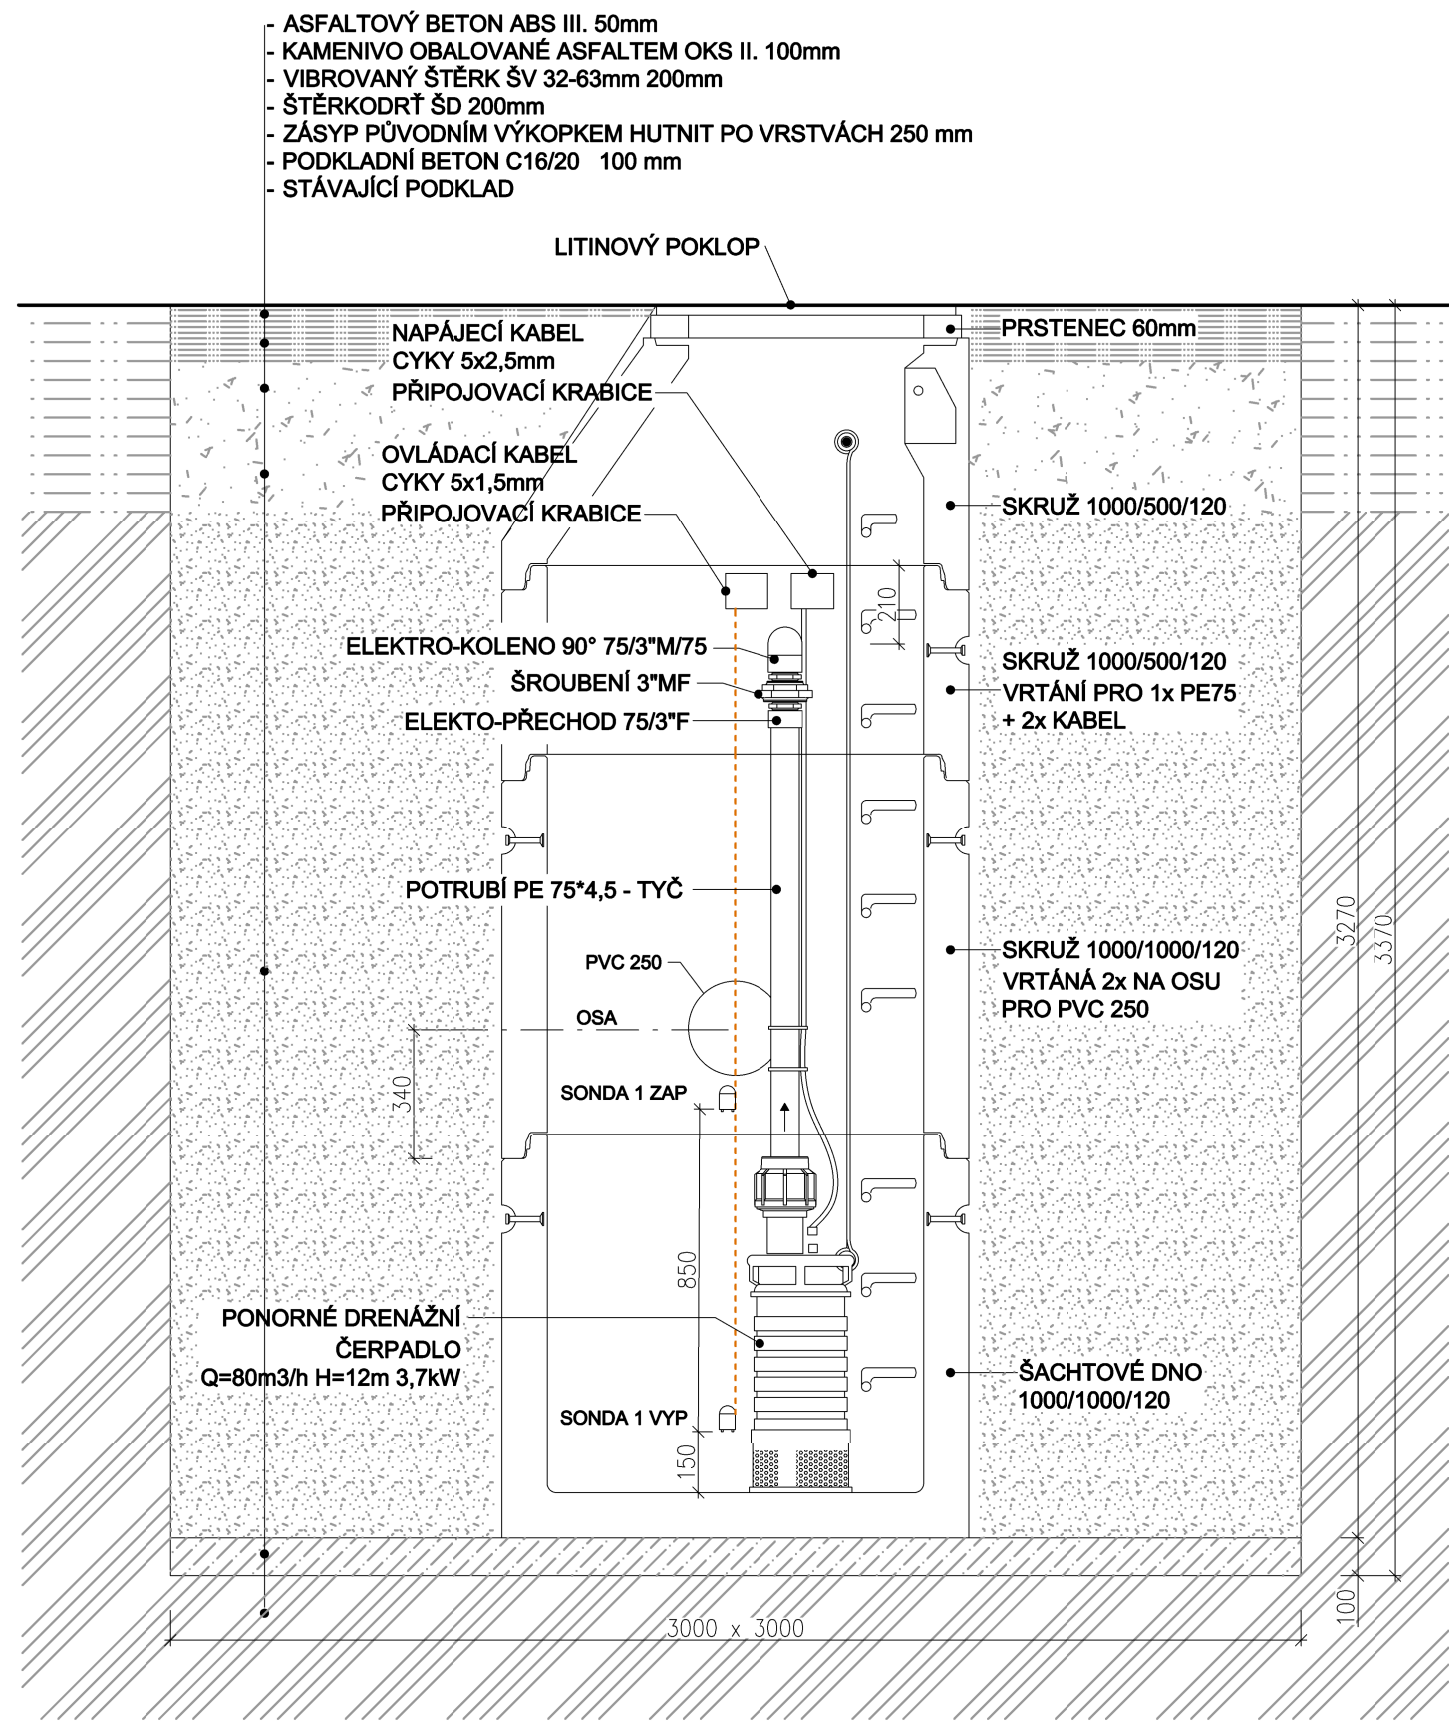 - ASFALTOVÝ BETON ABS III. 50mm
- KAMENIVO OBALOVANÉ ASFALTEM OKS II. 100mm
- VIBROVANÝ ŠTĚRK ŠV 32-63mm 200mm
- ŠTĚRKODRŤ ŠD 200mm
- ZÁSYP PŮVODNÍM VÝKOPKEM HUTNIT PO VRSTVÁCH 250 mm
- PODKLADNÍ BETON C16/20 100 mm
- STÁVAJÍCÍ PODKLAD
LITINOVÝ POKLOP
NAPÁJECÍ KABEL
CYKY 5x2,5mm
PŘIPOJOVACÍ KRABICE
PRSTENEC 60mm
OVLÁDACÍ KABEL
CYKY 5x1,5mm
PŘIPOJOVACÍ KRABICE
SKRUŽ 1000/500/120
210
ELEKTRO-KOLENO 90° 75/3"M/75
ŠROUBENÍ 3"MF
ELEKTO-PŘECHOD 75/3"F
SKRUŽ 1000/500/120
VRTÁNÍ PRO 1x PE75
+ 2x KABEL
POTRUBÍ PE 75*4,5 - TYČ
PVC 250
OSA
SKRUŽ 1000/1000/120
VRTÁNÁ 2x NA OSU
PRO PVC 250
3270
3370
340
SONDA 1 ZAP
850
PONORNÉ DRENÁŽNÍ
ČERPADLO
Q=80m3/h H=12m 3,7kW
ŠACHTOVÉ DNO
1000/1000/120
SONDA 1 VYP
150
100
3000 x 3000